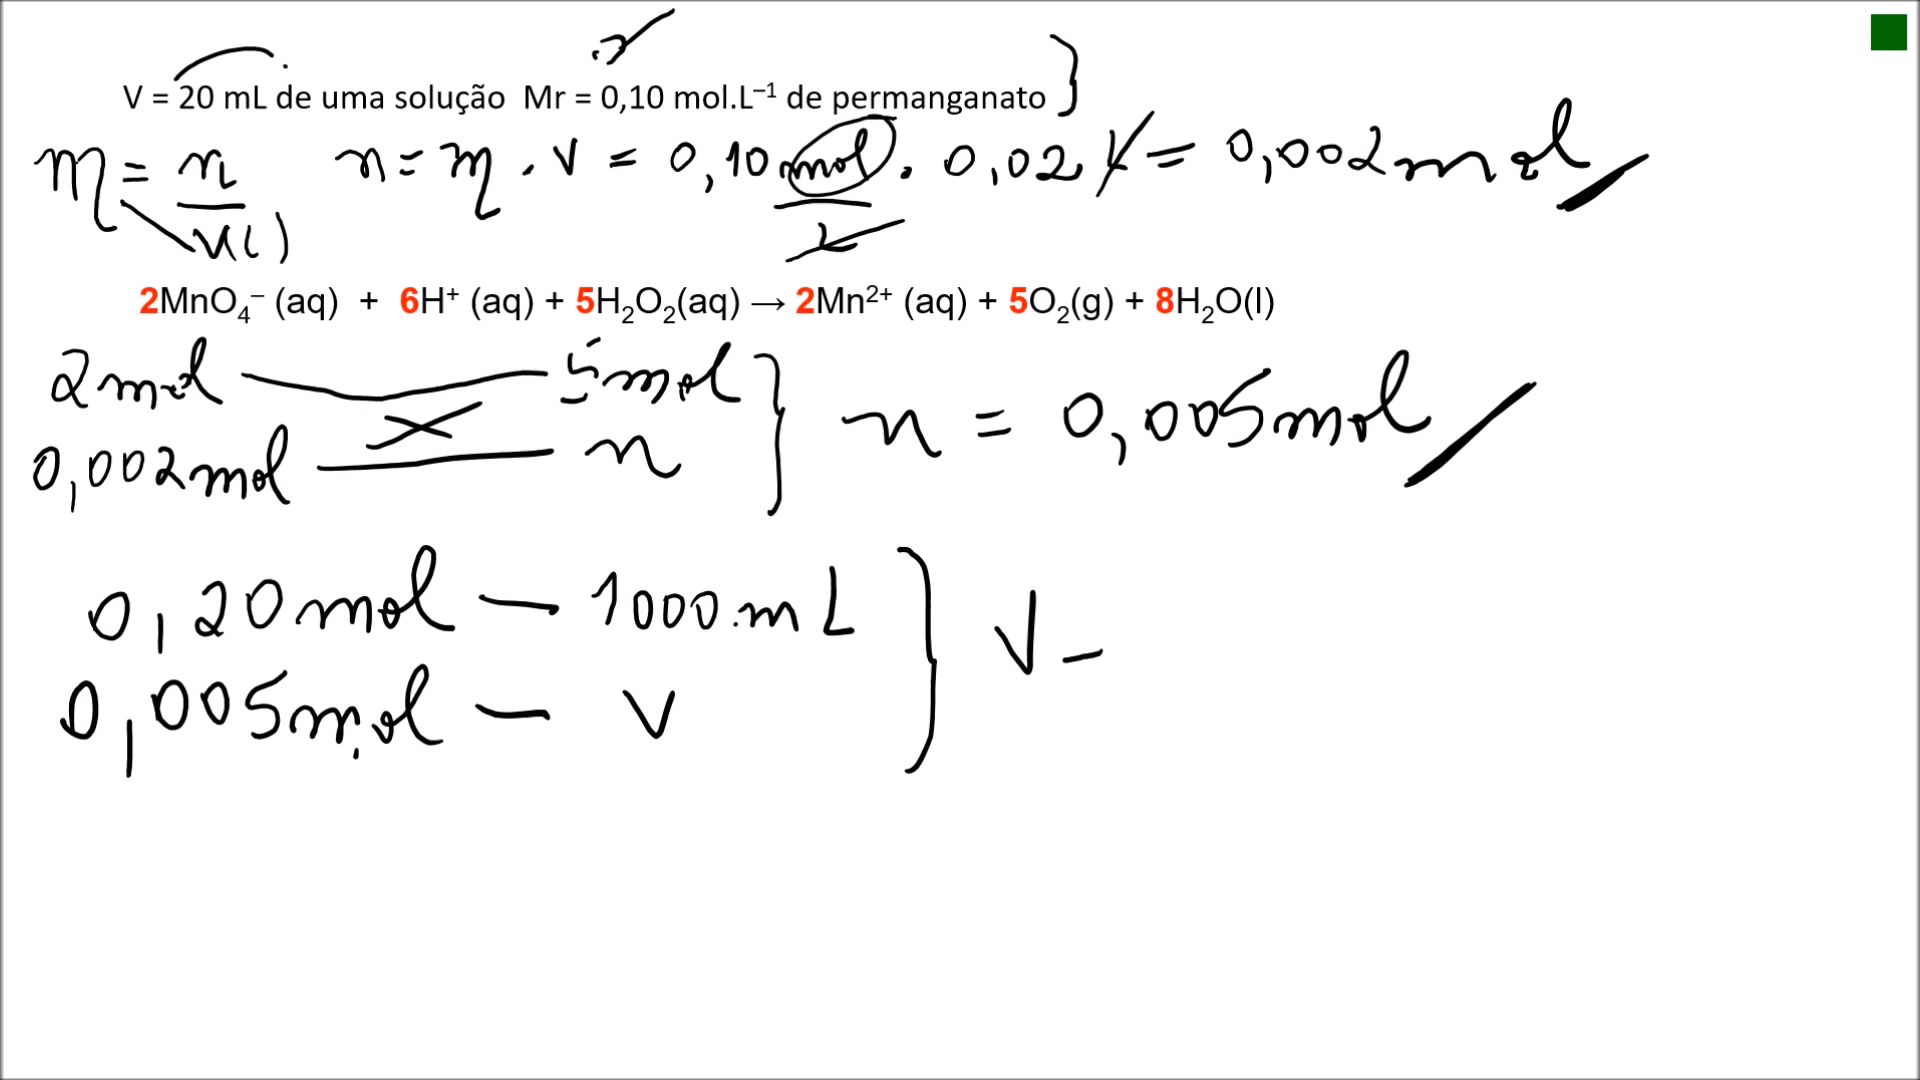 V = 20 mL de uma solução Mr = 0,10 mol.L⁻¹ de permanganato }
M = n/V(L) n = M . V = 0,10 mol/L . 0,02 L = 0,002 mol
2MnO₄⁻ (aq) + 6H⁺ (aq) + 5H₂O₂(aq) → 2Mn²⁺ (aq) + 5O₂(g) + 8H₂O(l)
2 mol — 5 mol
0,002 mol — n } n = 0,005 mol
0,20 mol — 1000 mL
0,005 mol — V } V -